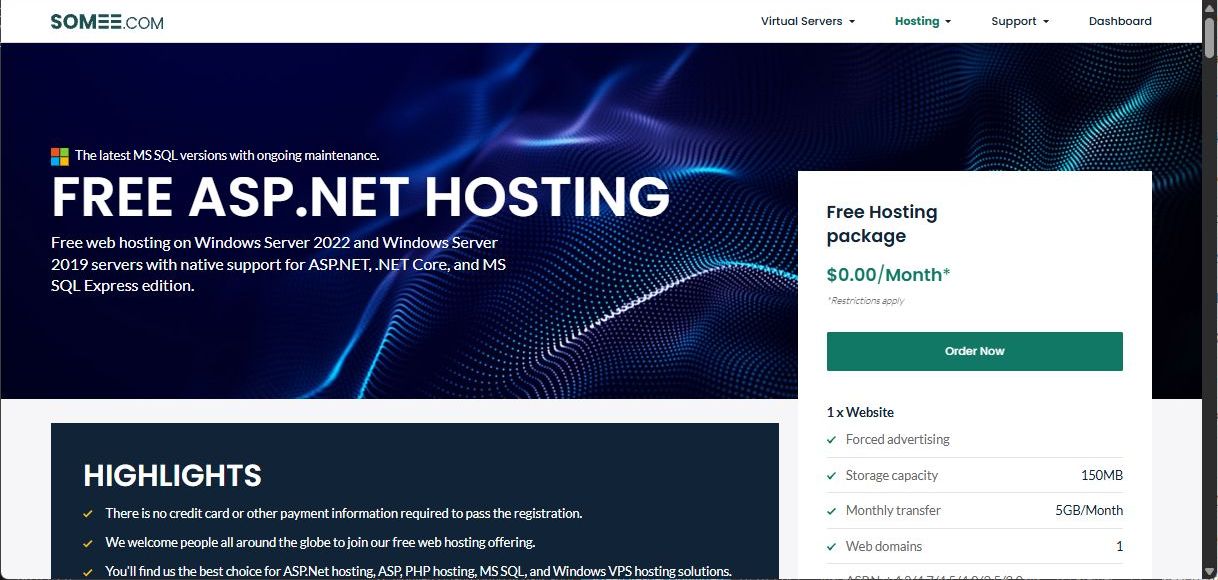 SOMEE.COM
Virtual Servers
Hosting
Support
Dashboard
The latest MS SQL versions with ongoing maintenance.
FREE ASP.NET HOSTING
Free web hosting on Windows Server 2022 and Windows Server
2019 servers with native support for ASP.NET, .NET Core, and MS
SQL Express edition.
Free Hosting
package
$0.00/Month*
*Restrictions apply
Order Now
1 x Website
Forced advertising
Storage capacity 150MB
Monthly transfer 5GB/Month
Web domains 1
HIGHLIGHTS
There is no credit card or other payment information required to pass the registration.
We welcome people all around the globe to join our free web hosting offering.
You'll find us the best choice for ASP.Net hosting, ASP, PHP hosting, MS SQL, and Windows VPS hosting solutions.